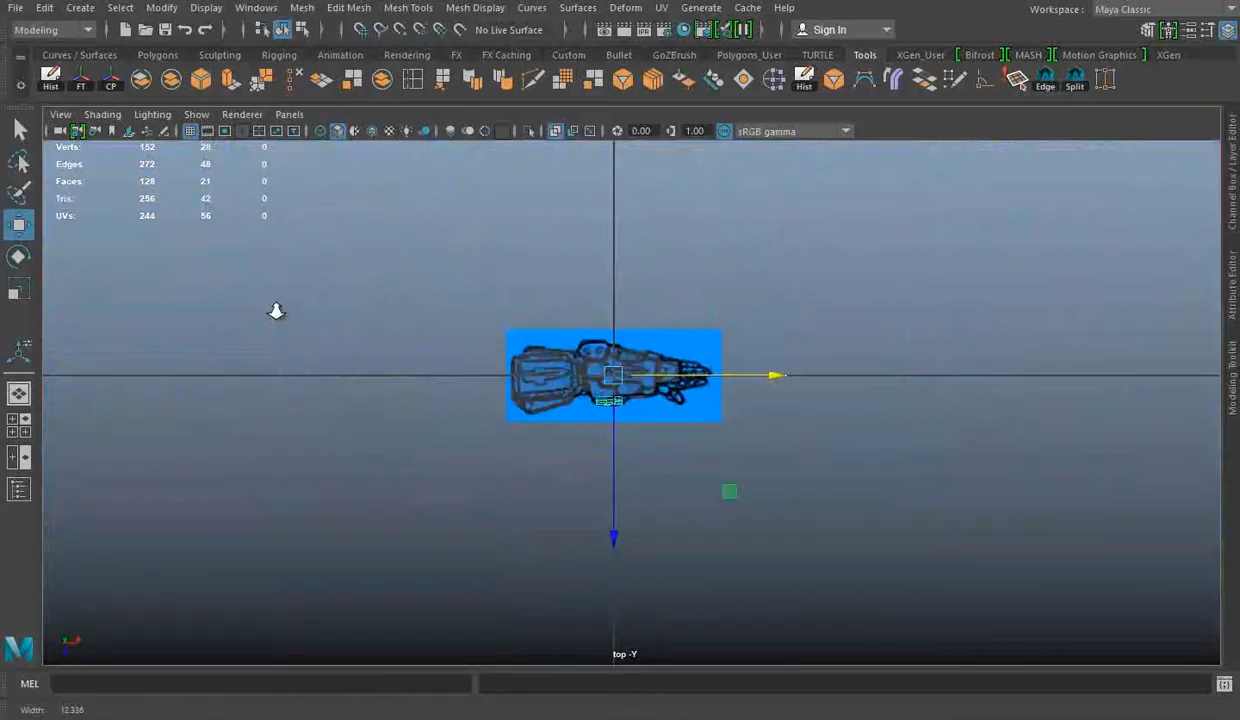 File Edit Create Select Modify Display Windows Mesh Edit Mesh Mesh Tools Mesh Display Curves Surfaces Deform UV Generate Cache Help Workspace : Maya Classic
Modeling No Live Surface Sign In
Curves / Surfaces Polygons Sculpting Rigging Animation Rendering FX FX Caching Custom Bullet GoZBrush Polygons_User TURTLE Tools XGen_User Bifrost MASH Motion Graphics XGen
Hist FT CP Hist Edge Split
View Shading Lighting Show Renderer Panels
0.00 1.00 sRGB gamma
Verts: 152 28 0
Edges 272 48 0
Faces: 128 21 0
Tris: 256 42 0
UVs: 244 56 0
Channel Box / Layer Editor
Attribute Editor
Modeling Toolkit
top -Y
MEL
Width: 12.336